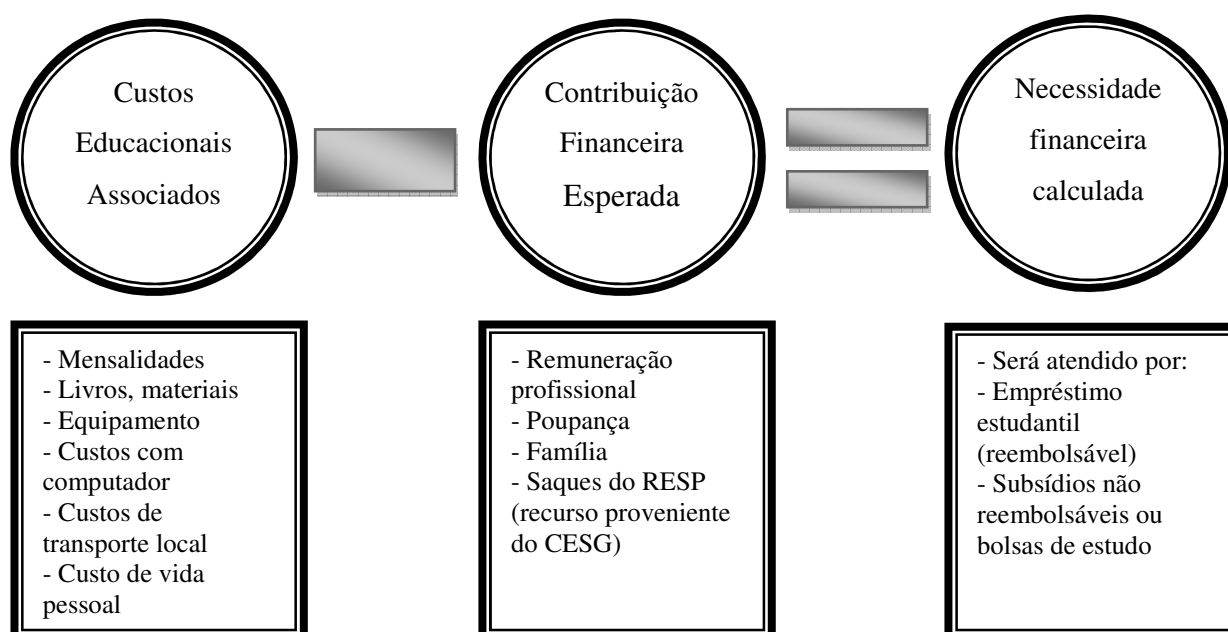 Custos
Educacionais
Associados
Contribuição
Financeira
Esperada
Necessidade
financeira
calculada
- Mensalidades
- Livros, materiais
- Equipamento
- Custos com
computador
- Custos de
transporte local
- Custo de vida
pessoal
- Remuneração
profissional
- Poupança
- Família
- Saques do RESP
(recurso proveniente
do CESG)
- Será atendido por:
- Empréstimo
estudantil
(reembolsável)
- Subsídios não
reembolsáveis ou
bolsas de estudo